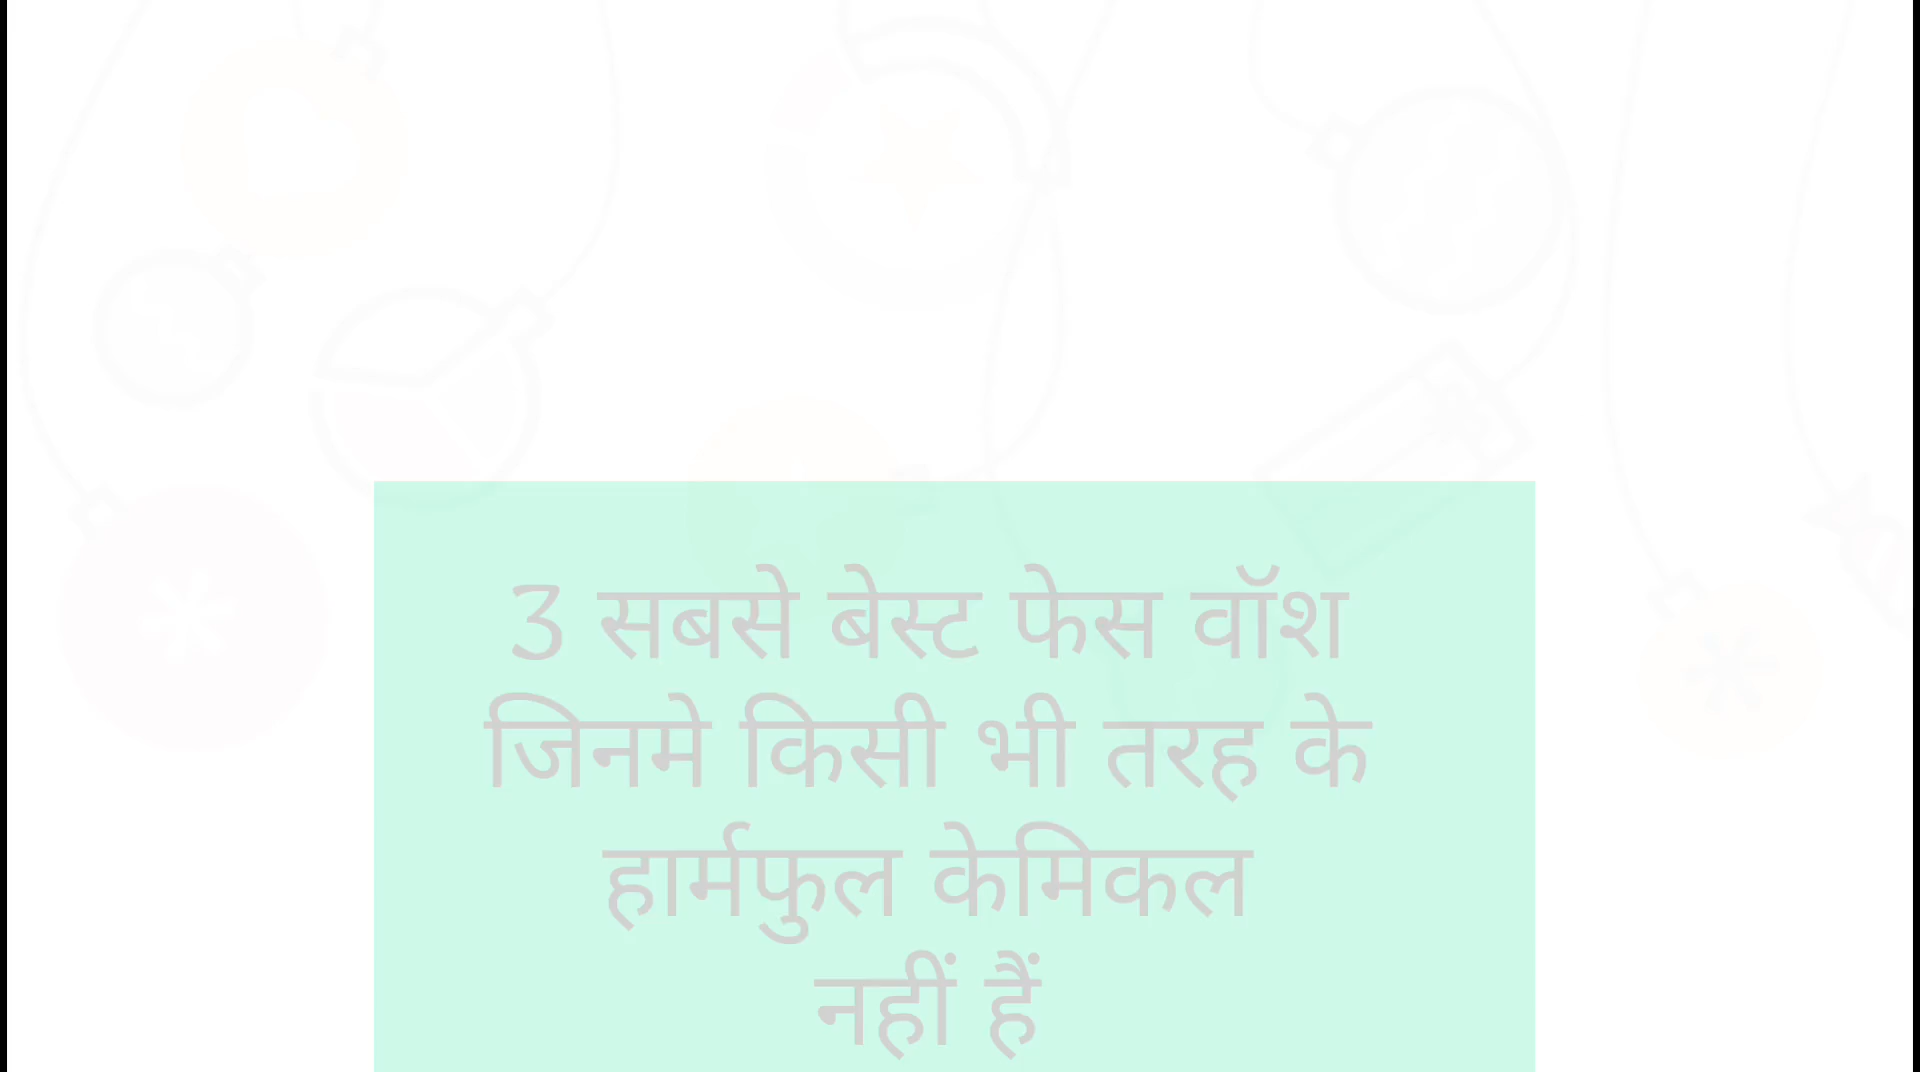 3 सबसे बेस्ट फेस वॉश
जिनमे किसी भी तरह के
हार्मफुल केमिकल
नहीं हैं